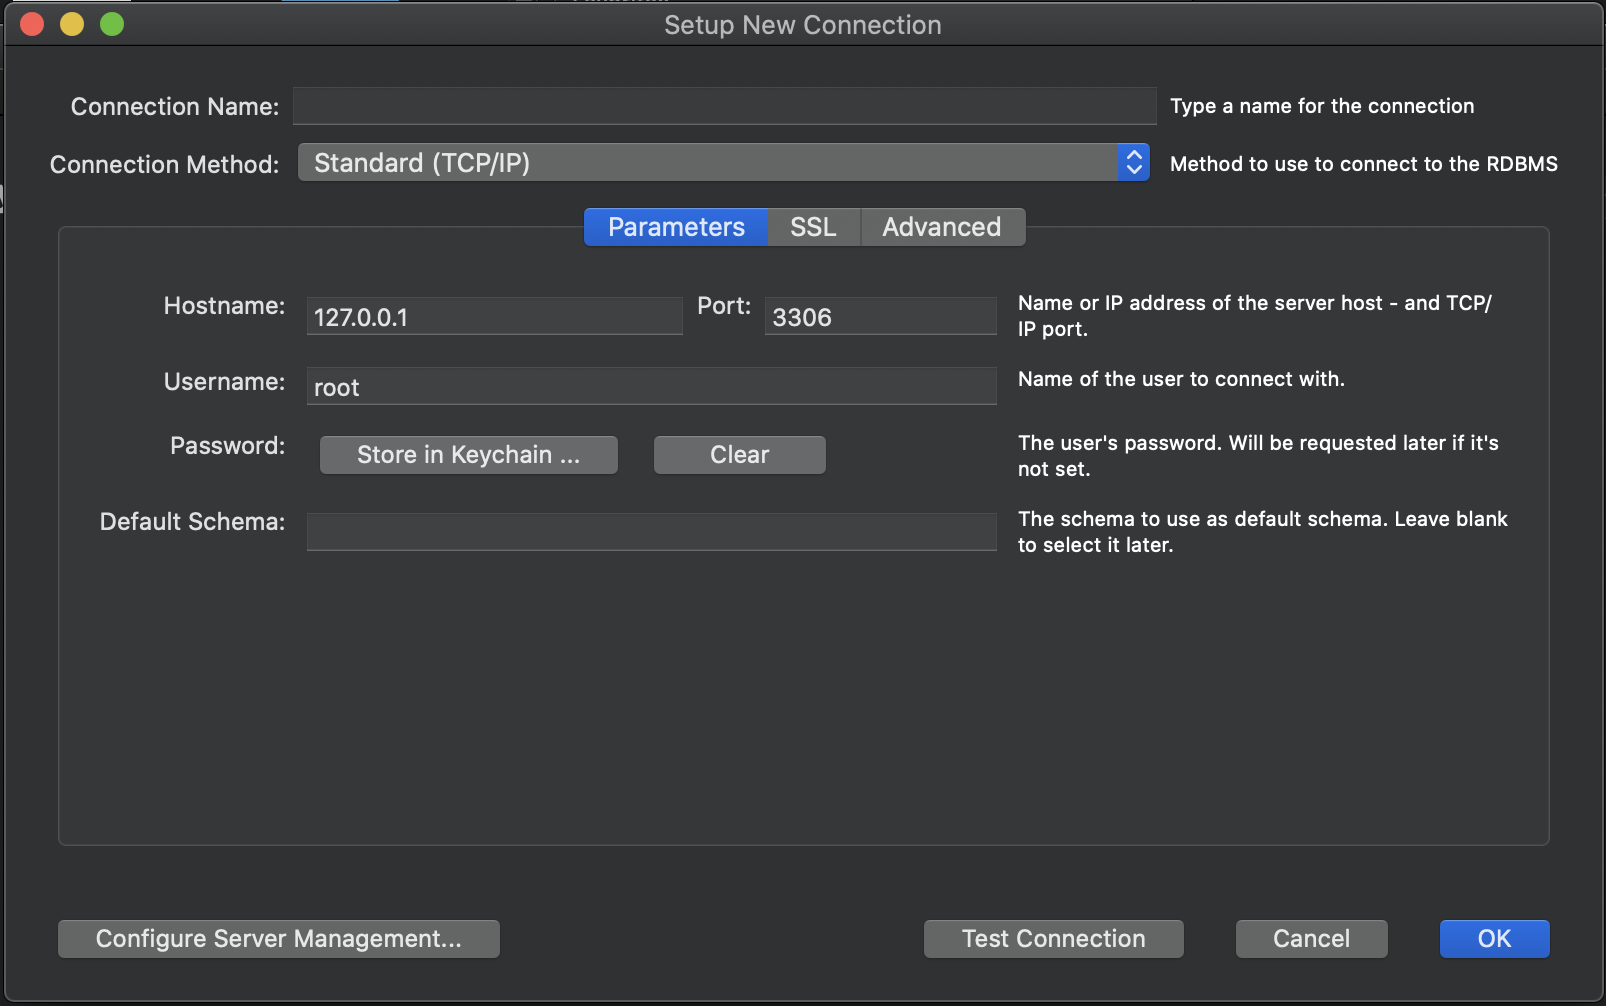 Setup New Connection
Connection Name:
Type a name for the connection
Connection Method:
Standard (TCP/IP)
Method to use to connect to the RDBMS
Parameters
SSL
Advanced
Hostname:
127.0.0.1
Port:
3306
Name or IP address of the server host - and TCP/
IP port.
Username:
root
Name of the user to connect with.
Password:
Store in Keychain ...
Clear
The user's password. Will be requested later if it's
not set.
Default Schema:
The schema to use as default schema. Leave blank
to select it later.
Configure Server Management...
Test Connection
Cancel
OK